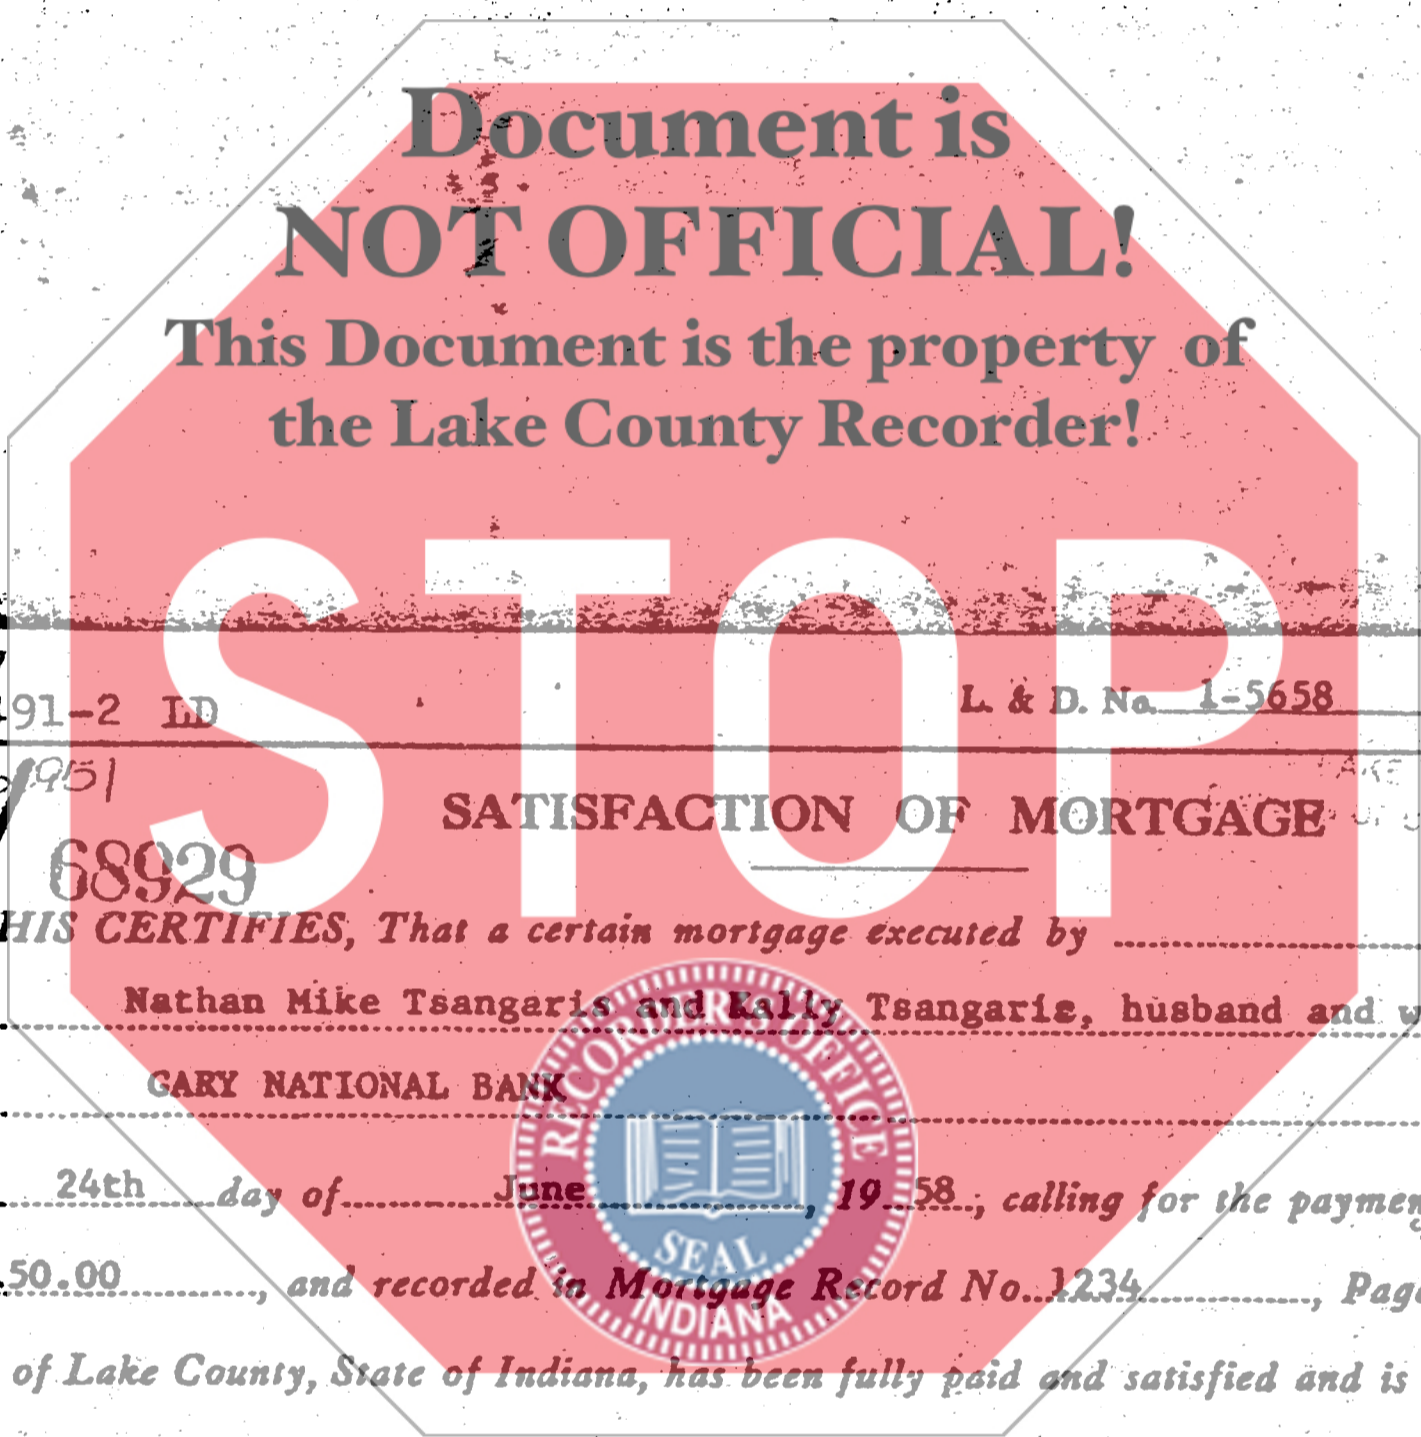 Document is
NOT OFFICIAL!
This Document is the property of
the Lake County Recorder!
STOP
91-2 LD
L. & D. No. 1-5658
1951
SATISFACTION OF MORTGAGE
68929
HIS CERTIFIES, That a certain mortgage executed by
Nathan Mike Tsangaris and Kally Tsangaris, husband and w
GARY NATIONAL BANK
24th day of June, 19 58; calling for the paymen
50.00, and recorded in Mortgage Record No. 1234, Pag
of Lake County, State of Indiana, has been fully paid and satisfied and is
RECORDER'S OFFICE
SEAL
INDIANA